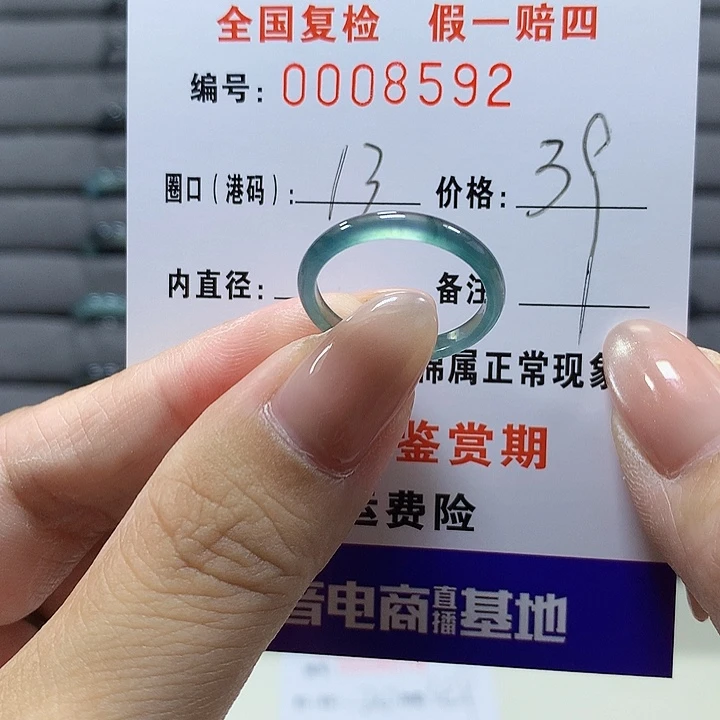 全国复检 假一赔四
编号: 0008592
圈口(港码): 13 价格: 39
内直径: 备注
棉属正常现象
鉴赏期
运费险
音电商直播基地